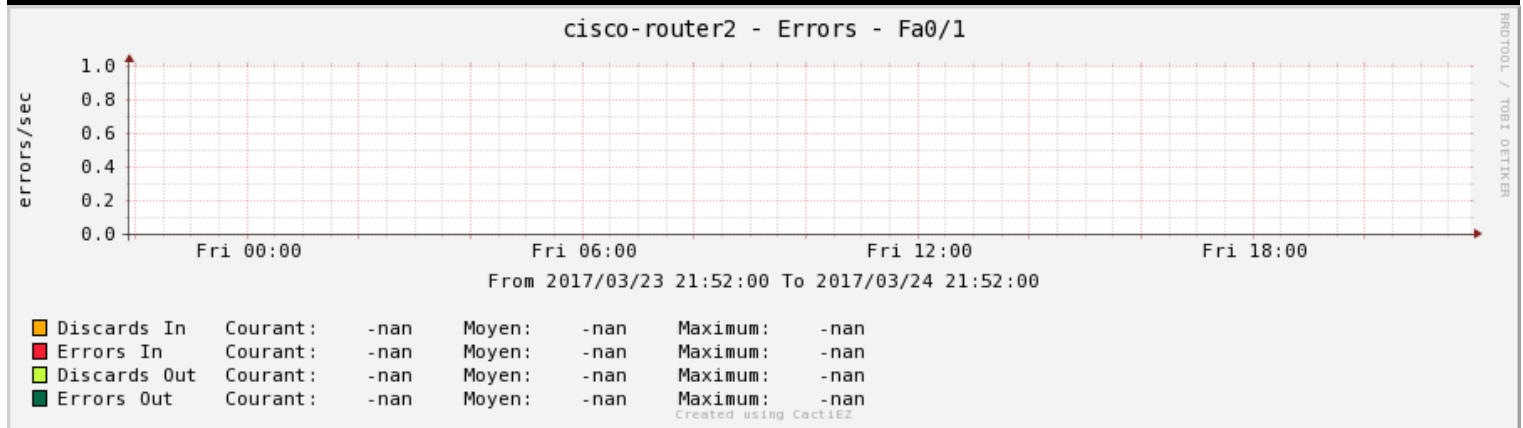 cisco-router2 - Errors - Fa0/1
RRDTOOL / TOBI OETIKER
errors/sec
1.0
0.8
0.6
0.4
0.2
0.0
Fri 00:00 Fri 06:00 Fri 12:00 Fri 18:00
From 2017/03/23 21:52:00 To 2017/03/24 21:52:00
Discards In Courant: -nan Moyen: -nan Maximum: -nan
Errors In Courant: -nan Moyen: -nan Maximum: -nan
Discards Out Courant: -nan Moyen: -nan Maximum: -nan
Errors Out Courant: -nan Moyen: -nan Maximum: -nan
Created using CactiEZ